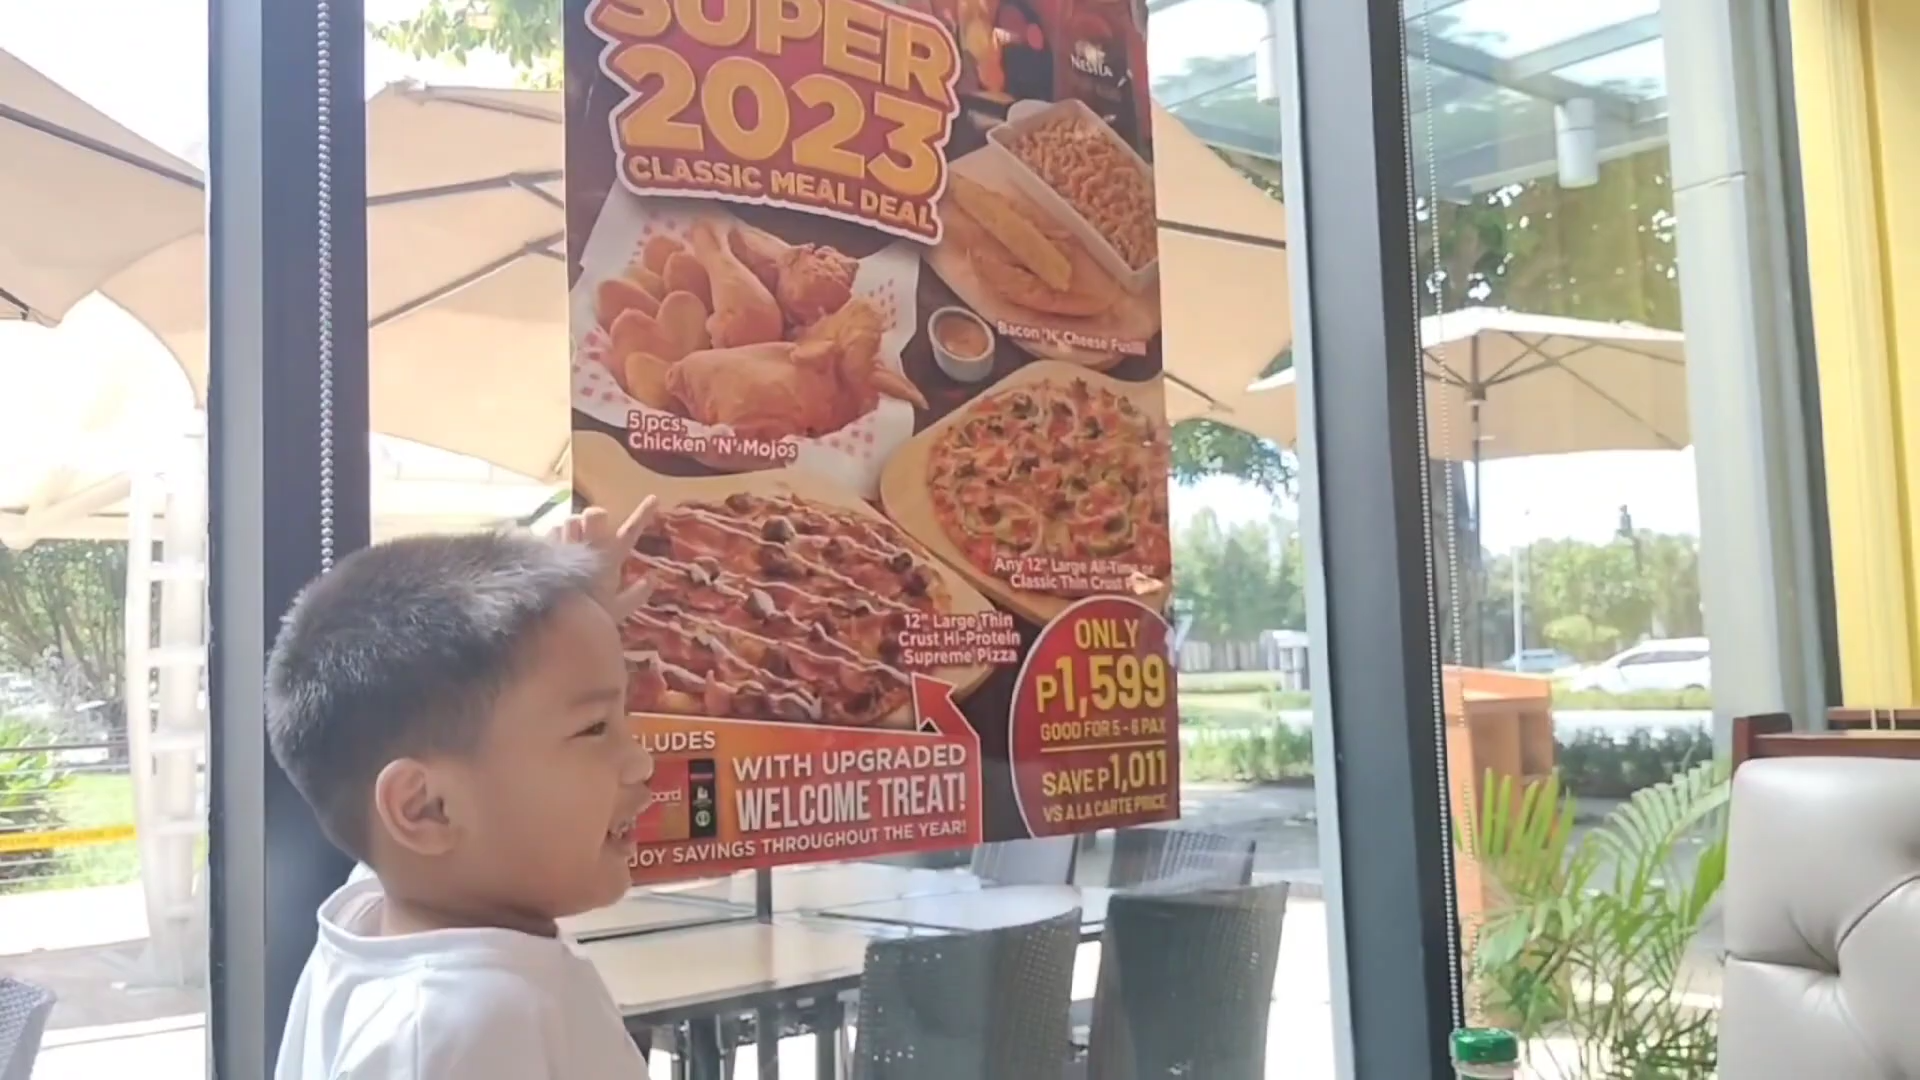 SUPER
2023
CLASSIC MEAL DEAL
NESTEA
Bacon 'N' Cheese Fusilli
5 pcs.
Chicken 'N' Mojos
Any 12" Large All-Time or
Classic Thin Crust
12" Large Thin
Crust Hi-Protein
Supreme Pizza
ONLY
P1,599
GOOD FOR 5 - 6 PAX
SAVE P1,011
VS A LA CARTE PRICE
LUDES
WITH UPGRADED
WELCOME TREAT!
JOY SAVINGS THROUGHOUT THE YEAR!